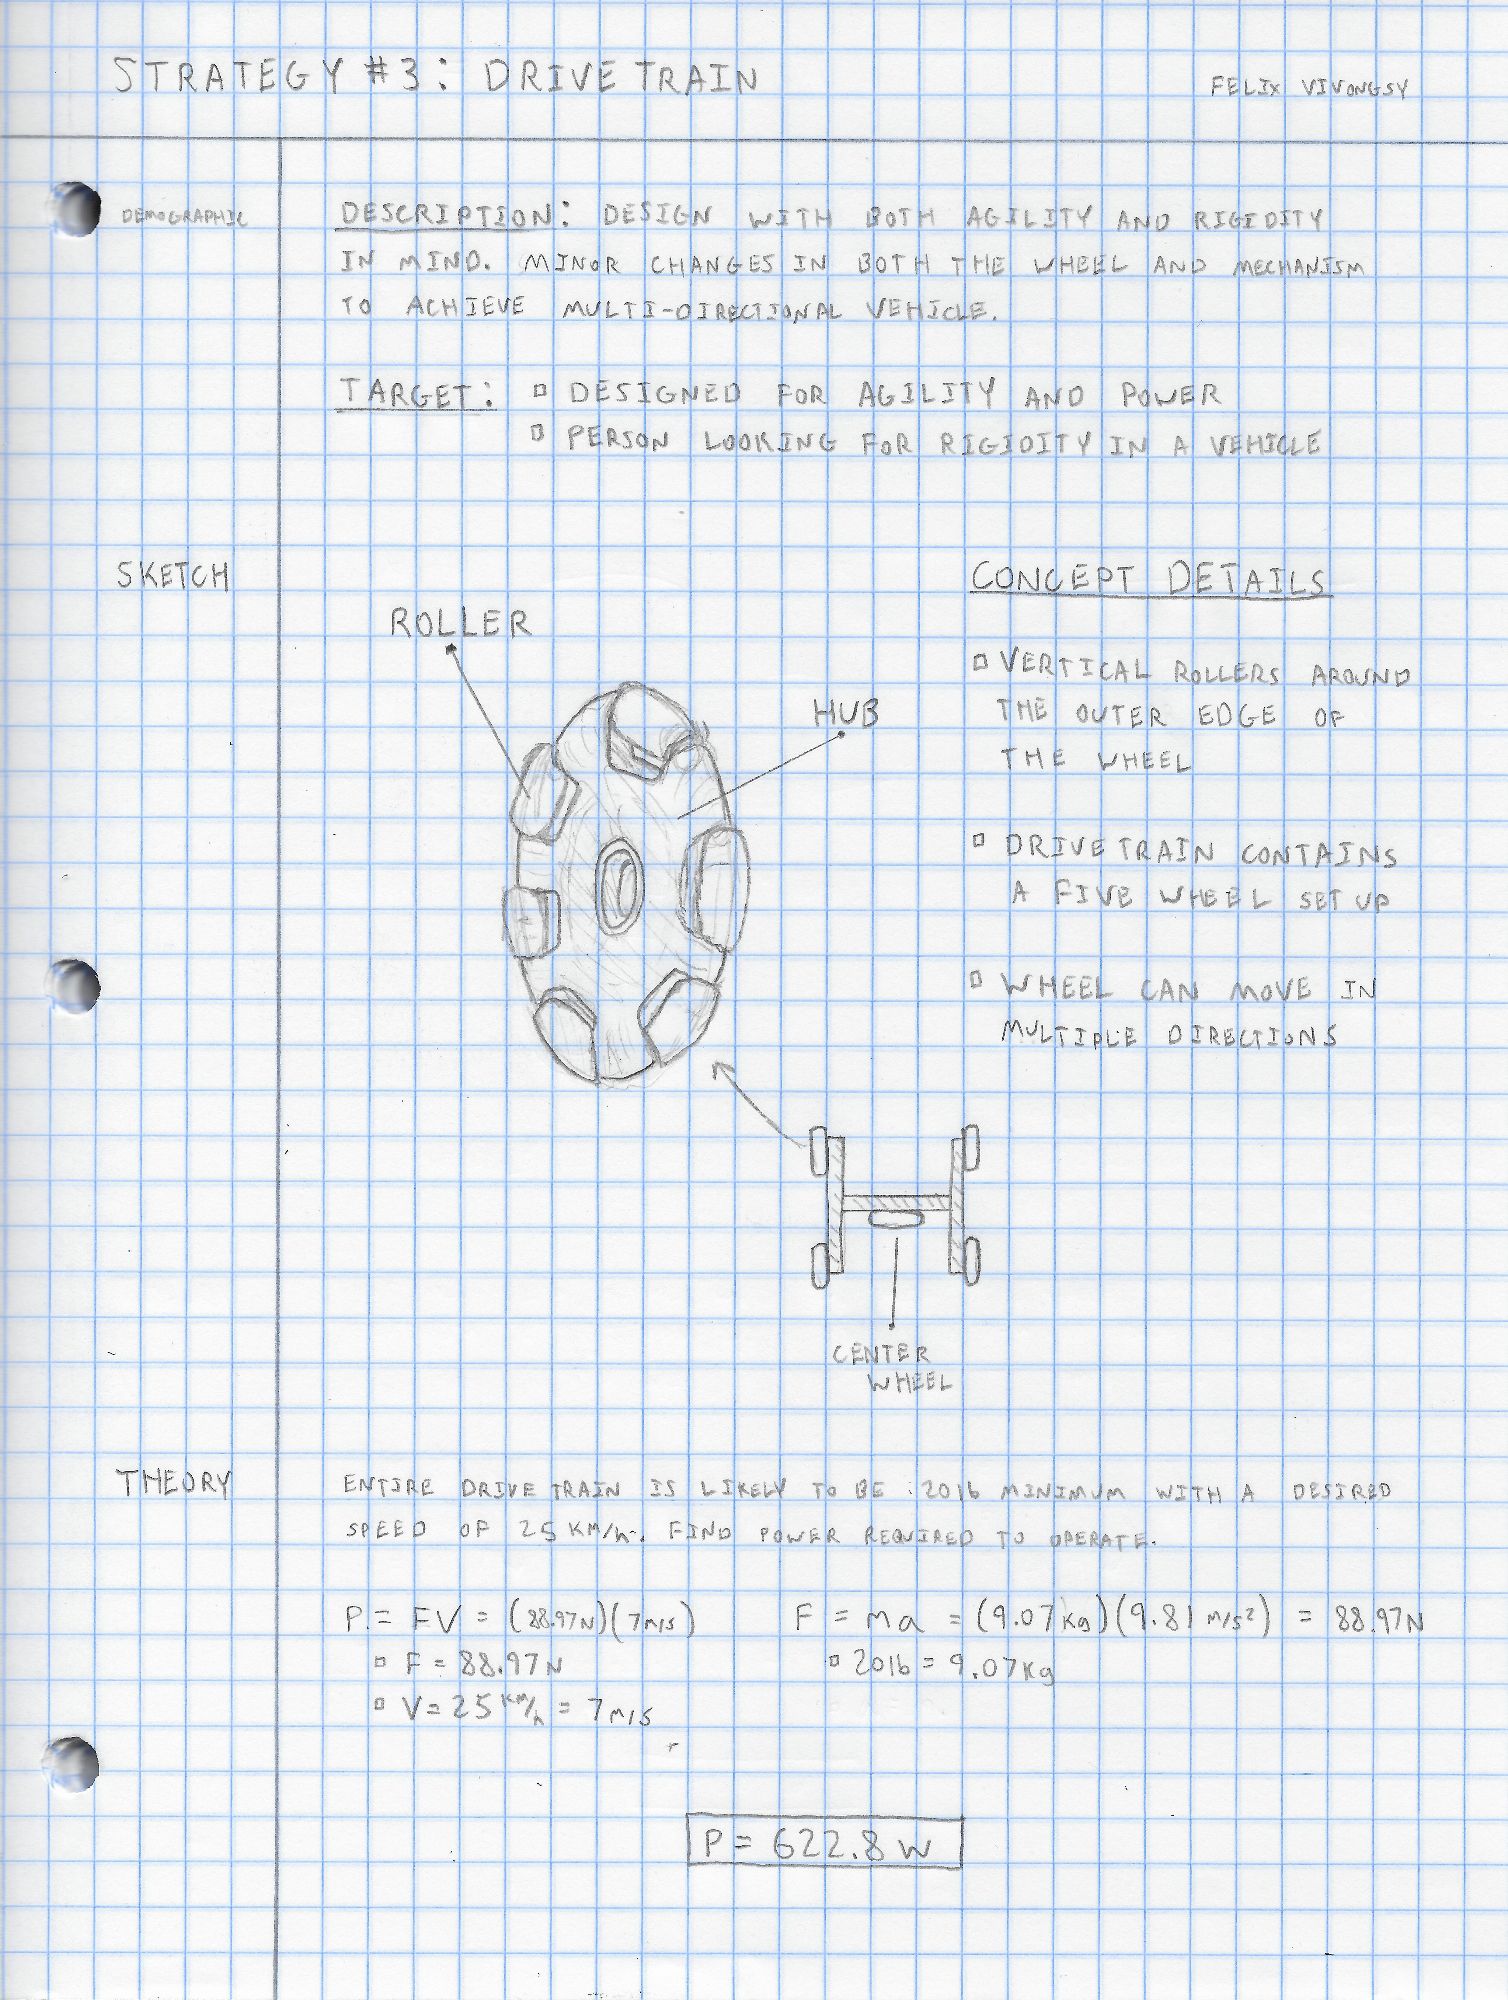 STRATEGY #3: DRIVE TRAIN
FELIX VIVONGSY
DEMOGRAPHIC
DESCRIPTION: DESIGN WITH BOTH AGILITY AND RIGIDITY
IN MIND. MINOR CHANGES IN BOTH THE WHEEL AND MECHANISM
TO ACHIEVE MULTI-DIRECTIONAL VEHICLE.
TARGET: ▫ DESIGNED FOR AGILITY AND POWER
▫ PERSON LOOKING FOR RIGIDITY IN A VEHICLE
SKETCH
ROLLER
HUB
CENTER
WHEEL
CONCEPT DETAILS
▫ VERTICAL ROLLERS AROUND
THE OUTER EDGE OF
THE WHEEL
▫ DRIVE TRAIN CONTAINS
A FIVE WHEEL SET UP
▫ WHEEL CAN MOVE IN
MULTIPLE DIRECTIONS
THEORY
ENTIRE DRIVE TRAIN IS LIKELY TO BE 20lb MINIMUM WITH A DESIRED
SPEED OF 25 KM/h. FIND POWER REQUIRED TO OPERATE.
P = FV = (88.97N)(7m/s)
▫ F = 88.97N
▫ V = 25 km/h = 7m/s
F = ma = (9.07kg)(9.81 m/s²) = 88.97N
▫ 20lb = 9.07kg
P = 622.8 W